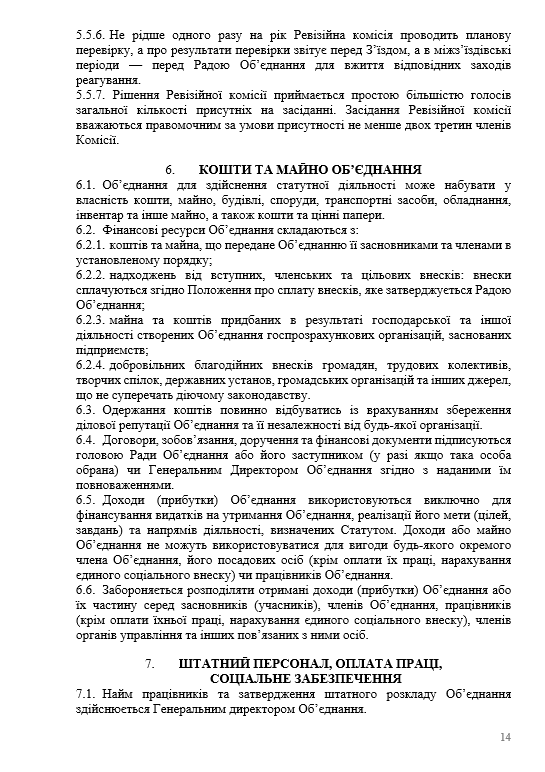 5.5.6. Не рідше одного разу на рік Ревізійна комісія проводить планову
перевірку, а про результати перевірки звітує перед З’їздом, а в міжз’їздівські
періоди — перед Радою Об’єднання для вжиття відповідних заходів
реагування.
5.5.7. Рішення Ревізійної комісії приймається простою більшістю голосів
загальної кількості присутніх на засіданні. Засідання Ревізійної комісії
вважаються правомочним за умови присутності не менше двох третин членів
Комісії.
6. КОШТИ ТА МАЙНО ОБ’ЄДНАННЯ
6.1. Об’єднання для здійснення статутної діяльності може набувати у
власність кошти, майно, будівлі, споруди, транспортні засоби, обладнання,
інвентар та інше майно, а також кошти та цінні папери.
6.2. Фінансові ресурси Об’єднання складаються з:
6.2.1. коштів та майна, що передане Об’єднанню її засновниками та членами в
установленому порядку;
6.2.2. надходжень від вступних, членських та цільових внесків: внески
сплачуються згідно Положення про сплату внесків, яке затверджується Радою
Об’єднання;
6.2.3. майна та коштів придбаних в результаті господарської та іншої
діяльності створених Об’єднання госпрозрахункових організацій, заснованих
підприємств;
6.2.4. добровільних благодійних внесків громадян, трудових колективів,
творчих спілок, державних установ, громадських організацій та інших джерел,
що не суперечать діючому законодавству.
6.3. Одержання коштів повинно відбуватись із врахуванням збереження
ділової репутації Об’єднання та її незалежності від будь-якої організації.
6.4. Договори, зобов’язання, доручення та фінансові документи підписуються
головою Ради Об’єднання або його заступником (у разі якщо така особа
обрана) чи Генеральним Директором Об’єднання згідно з наданими їм
повноваженнями.
6.5. Доходи (прибутки) Об’єднання використовуються виключно для
фінансування видатків на утримання Об’єднання, реалізації його мети (цілей,
завдань) та напрямів діяльності, визначених Статутом. Доходи або майно
Об’єднання не можуть використовуватися для вигоди будь-якого окремого
члена Об’єднання, його посадових осіб (крім оплати їх праці, нарахування
єдиного соціального внеску) чи працівників Об’єднання.
6.6. Забороняється розподіляти отримані доходи (прибутки) Об’єднання або
їх частину серед засновників (учасників), членів Об’єднання, працівників
(крім оплати їхньої праці, нарахування єдиного соціального внеску), членів
органів управління та інших пов’язаних з ними осіб.
7. ШТАТНИЙ ПЕРСОНАЛ, ОПЛАТА ПРАЦІ,
СОЦІАЛЬНЕ ЗАБЕЗПЕЧЕННЯ
7.1. Найм працівників та затвердження штатного розкладу Об’єднання
здійснюється Генеральним директором Об’єднання.
14